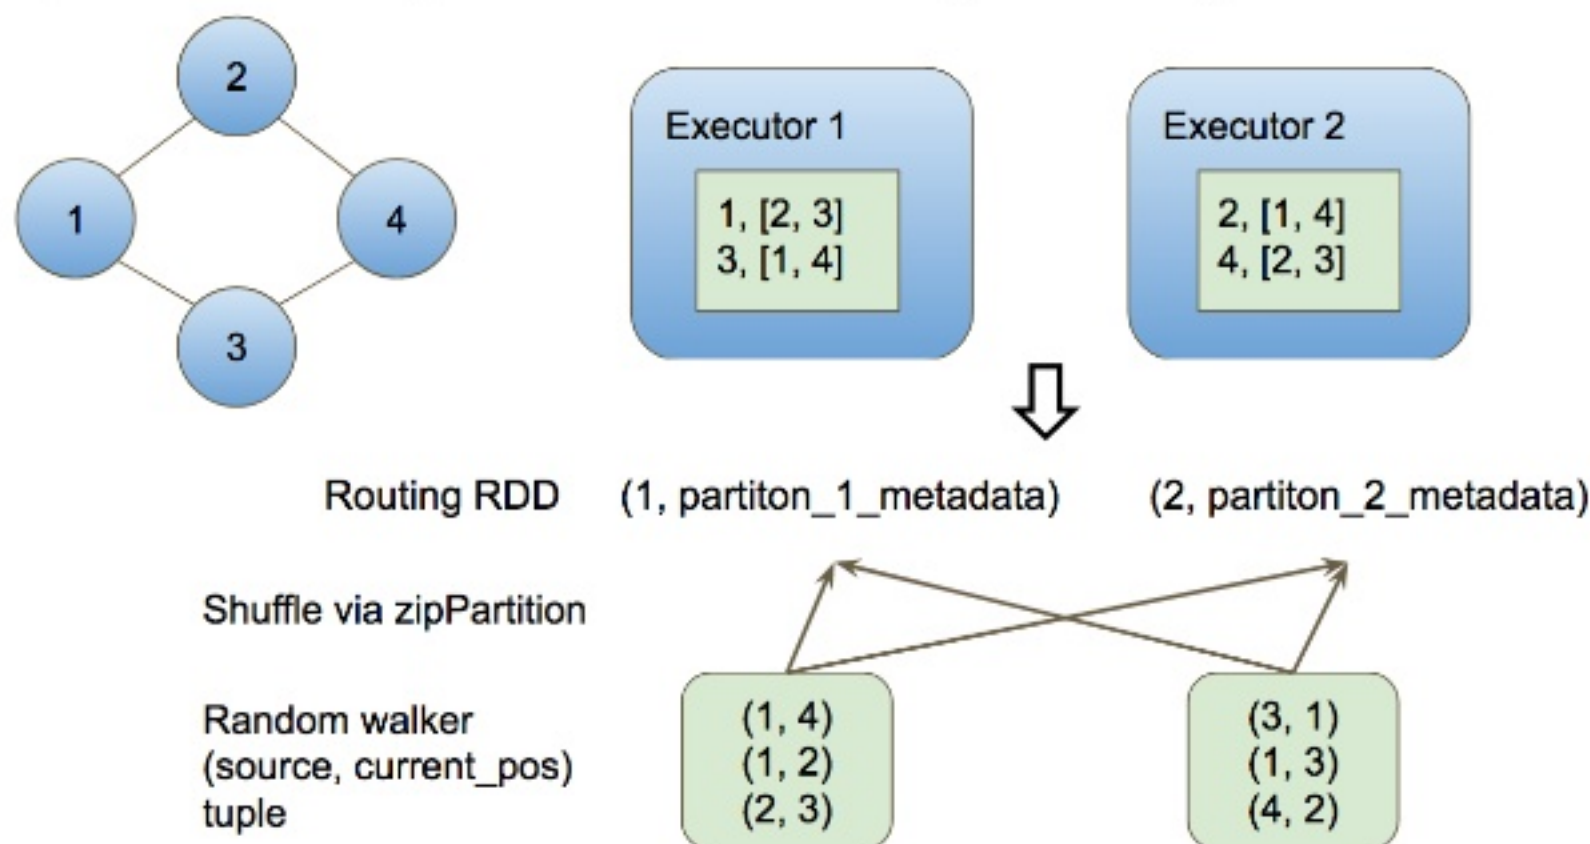 2
1
4
3
Executor 1
1, [2, 3]
3, [1, 4]
Executor 2
2, [1, 4]
4, [2, 3]
Routing RDD (1, partiton_1_metadata) (2, partiton_2_metadata)
Shuffle via zipPartition
Random walker
(source, current_pos)
tuple
(1, 4)
(1, 2)
(2, 3)
(3, 1)
(1, 3)
(4, 2)